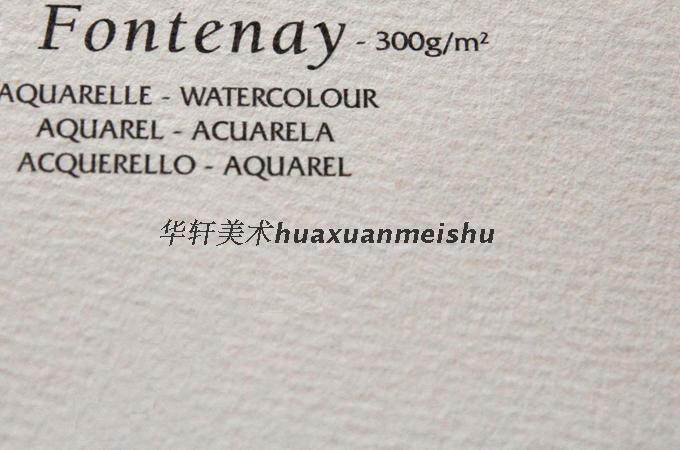 Fontenay - 300g/m²
AQUARELLE - WATERCOLOUR
AQUAREL - ACUARELA
ACQUERELLO - AQUAREL
华轩美术huaxuanmeishu